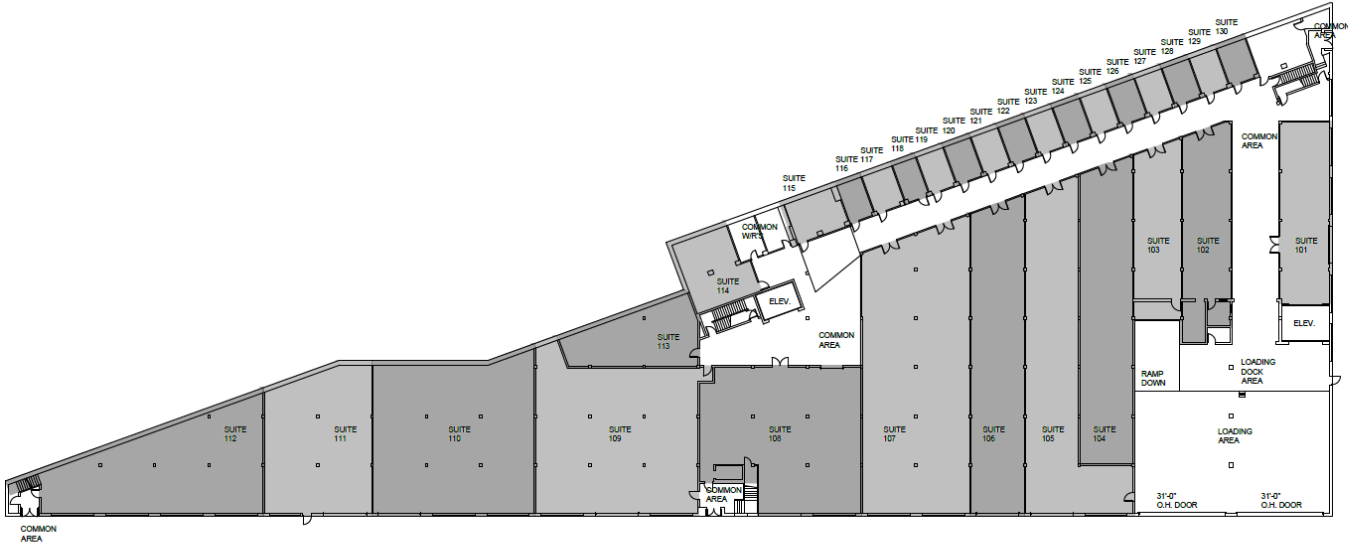 COMMON
AREA
SUITE
130
SUITE
129
SUITE
128
SUITE
127
SUITE
126
SUITE
125
SUITE
124
SUITE
123
SUITE
122
SUITE
121
SUITE
120
SUITE
119
SUITE
118
SUITE
117
SUITE
116
SUITE
115
COMMON
W/R'S
COMMON
AREA
SUITE
114
ELEV.
SUITE
103
SUITE
102
SUITE
101
SUITE
113
COMMON
AREA
ELEV.
RAMP
DOWN
LOADING
DOCK
AREA
SUITE
112
SUITE
111
SUITE
110
SUITE
109
SUITE
108
SUITE
107
SUITE
106
SUITE
105
SUITE
104
LOADING
AREA
COMMON
AREA
31'-0"
O.H. DOOR
31'-0"
O.H. DOOR
COMMON
AREA